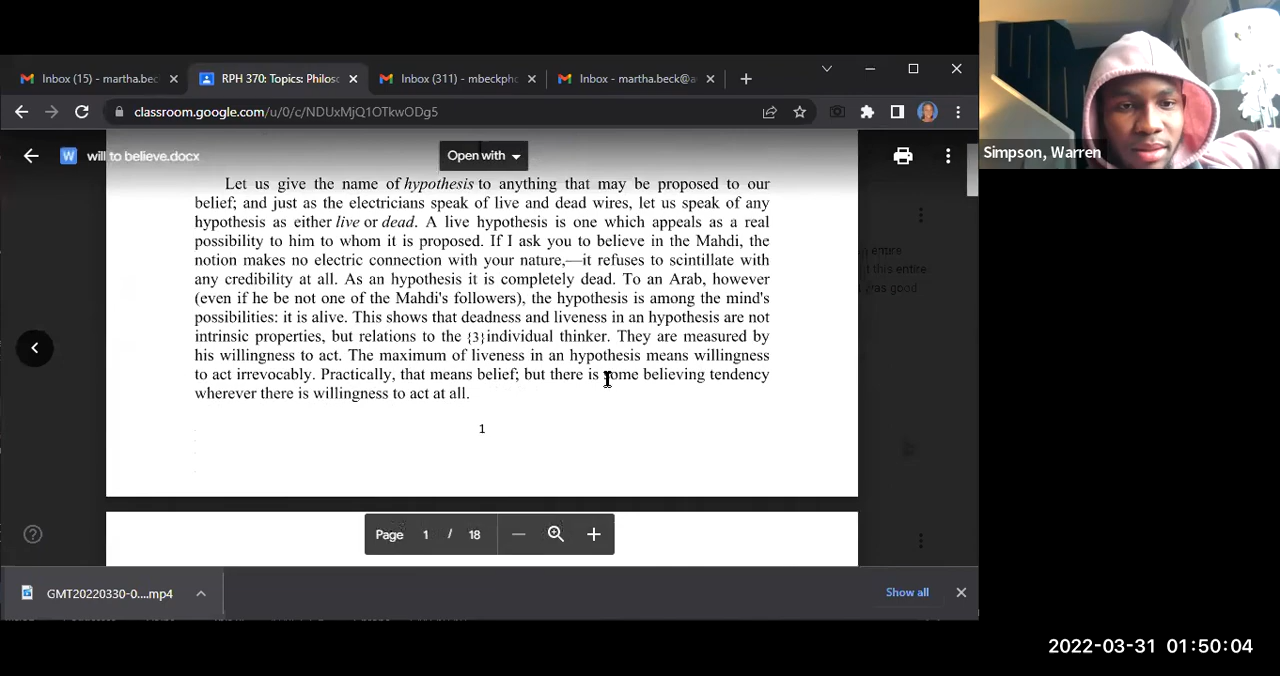 Inbox (15) - martha.bec
RPH 370: Topics: Philoso
Inbox (311) - mbeckph
Inbox - martha.beck@a
classroom.google.com/u/0/c/NDUxMjQ1OTkwODg5
W will to believe.docx
Open with
Simpson, Warren
Let us give the name of hypothesis to anything that may be proposed to our
belief; and just as the electricians speak of live and dead wires, let us speak of any
hypothesis as either live or dead. A live hypothesis is one which appeals as a real
possibility to him to whom it is proposed. If I ask you to believe in the Mahdi, the
notion makes no electric connection with your nature,—it refuses to scintillate with
any credibility at all. As an hypothesis it is completely dead. To an Arab, however
(even if he be not one of the Mahdi's followers), the hypothesis is among the mind's
possibilities: it is alive. This shows that deadness and liveness in an hypothesis are not
intrinsic properties, but relations to the {3}individual thinker. They are measured by
his willingness to act. The maximum of liveness in an hypothesis means willingness
to act irrevocably. Practically, that means belief; but there is some believing tendency
wherever there is willingness to act at all.
1
entire
t this entire
as good
Page 1 / 18
GMT20220330-0....mp4
Show all
2022-03-31 01:50:04